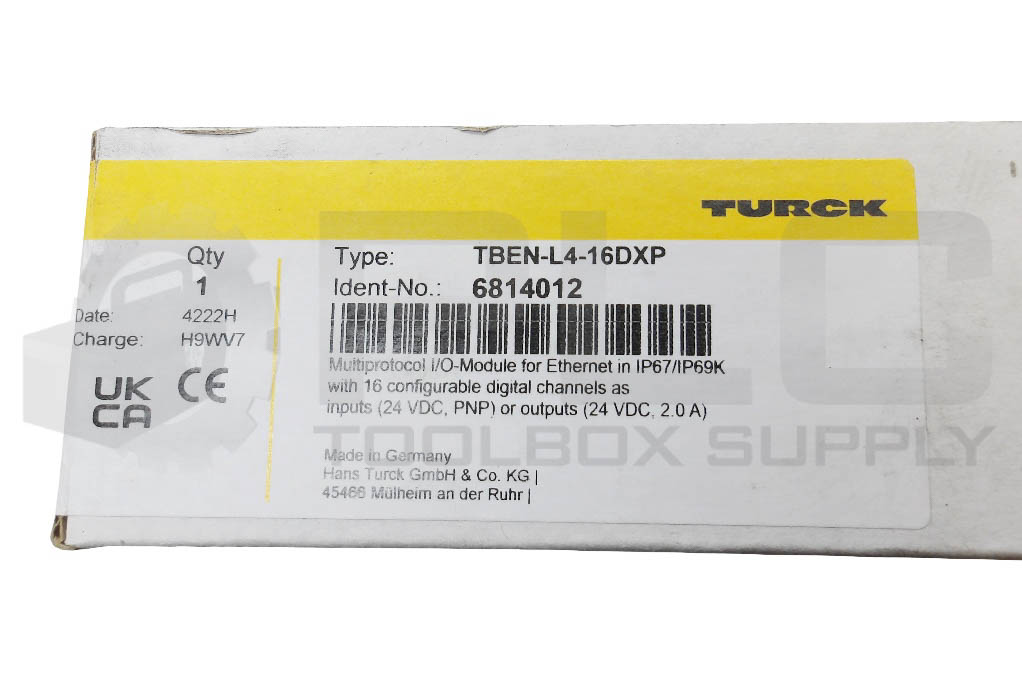 TURCK
Qty
1
Date: 4222H
Charge: H9WV7
UK
CA
CE
Type: TBEN-L4-16DXP
Ident-No.: 6814012
Multiprotocol I/O-Module for Ethernet in IP67/IP69K
with 16 configurable digital channels as
inputs (24 VDC, PNP) or outputs (24 VDC, 2.0 A)
Made in Germany
Hans Turck GmbH & Co. KG |
45466 Mülheim an der Ruhr |
PLC
TOOLBOX SUPPLY